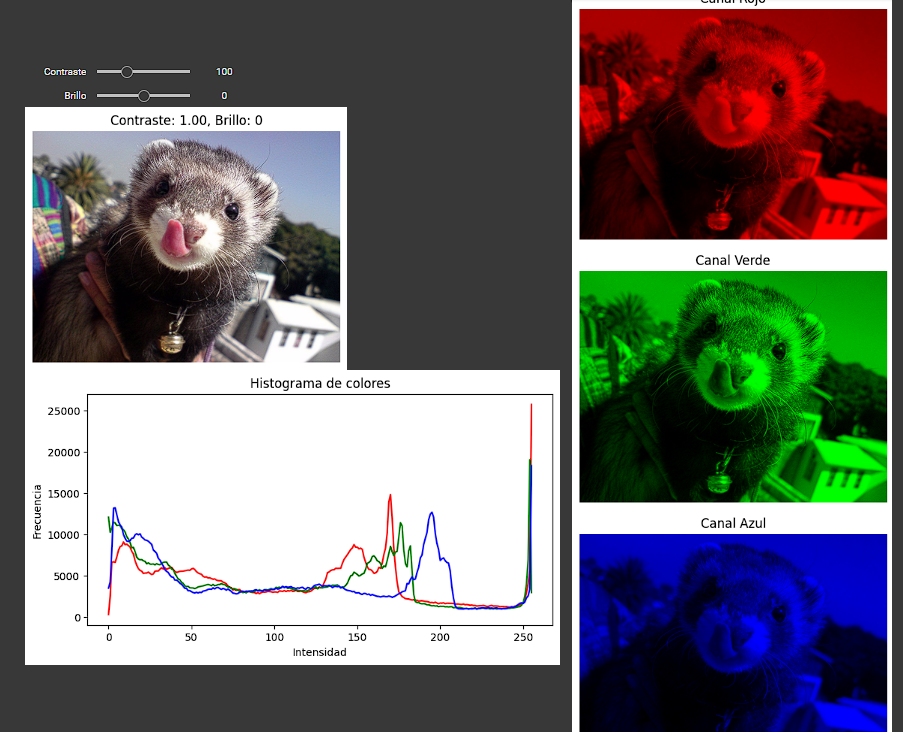 Contraste 100
Brillo 0
Contraste: 1.00, Brillo: 0
Histograma de colores
25000
20000
15000
10000
5000
0
Frecuencia
0 50 100 150 200 250
Intensidad
Canal Rojo
Canal Verde
Canal Azul